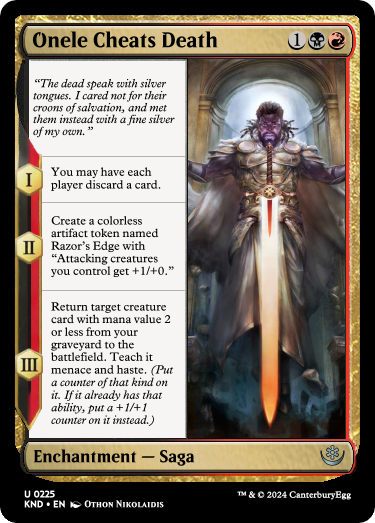 Onele Cheats Death 1
“The dead speak with silver
tongues. I cared not for their
croons of salvation, and met
them instead with a fine silver
of my own.”
I
You may have each
player discard a card.
II
Create a colorless
artifact token named
Razor’s Edge with
“Attacking creatures
you control get +1/+0.”
III
Return target creature
card with mana value 2
or less from your
graveyard to the
battlefield. Teach it
menace and haste. (Put
a counter of that kind on
it. If it already has that
ability, put a +1/+1
counter on it instead.)
Enchantment — Saga
U 0225
KND • EN OTHON NIKOLAIDIS
™ & © 2024 CanterburyEgg